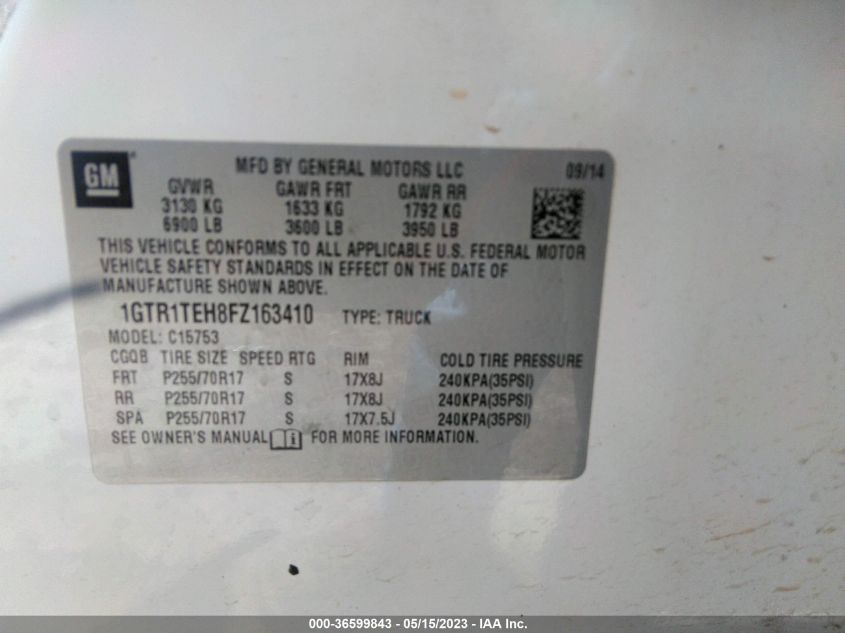 GM
MFD BY GENERAL MOTORS LLC 09/14
GVWR GAWR FRT GAWR RR
3130 KG 1633 KG 1792 KG
6900 LB 3600 LB 3950 LB
THIS VEHICLE CONFORMS TO ALL APPLICABLE U.S. FEDERAL MOTOR
VEHICLE SAFETY STANDARDS IN EFFECT ON THE DATE OF
MANUFACTURE SHOWN ABOVE.
1GTR1TEH8FZ163410 TYPE: TRUCK
MODEL: C15753
CGQB TIRE SIZE SPEED RTG RIM COLD TIRE PRESSURE
FRT P255/70R17 S 17X8J 240KPA(35PSI)
RR P255/70R17 S 17X8J 240KPA(35PSI)
SPA P255/70R17 S 17X7.5J 240KPA(35PSI)
SEE OWNER'S MANUAL i FOR MORE INFORMATION.
000-36599843 - 05/15/2023 - IAA Inc.